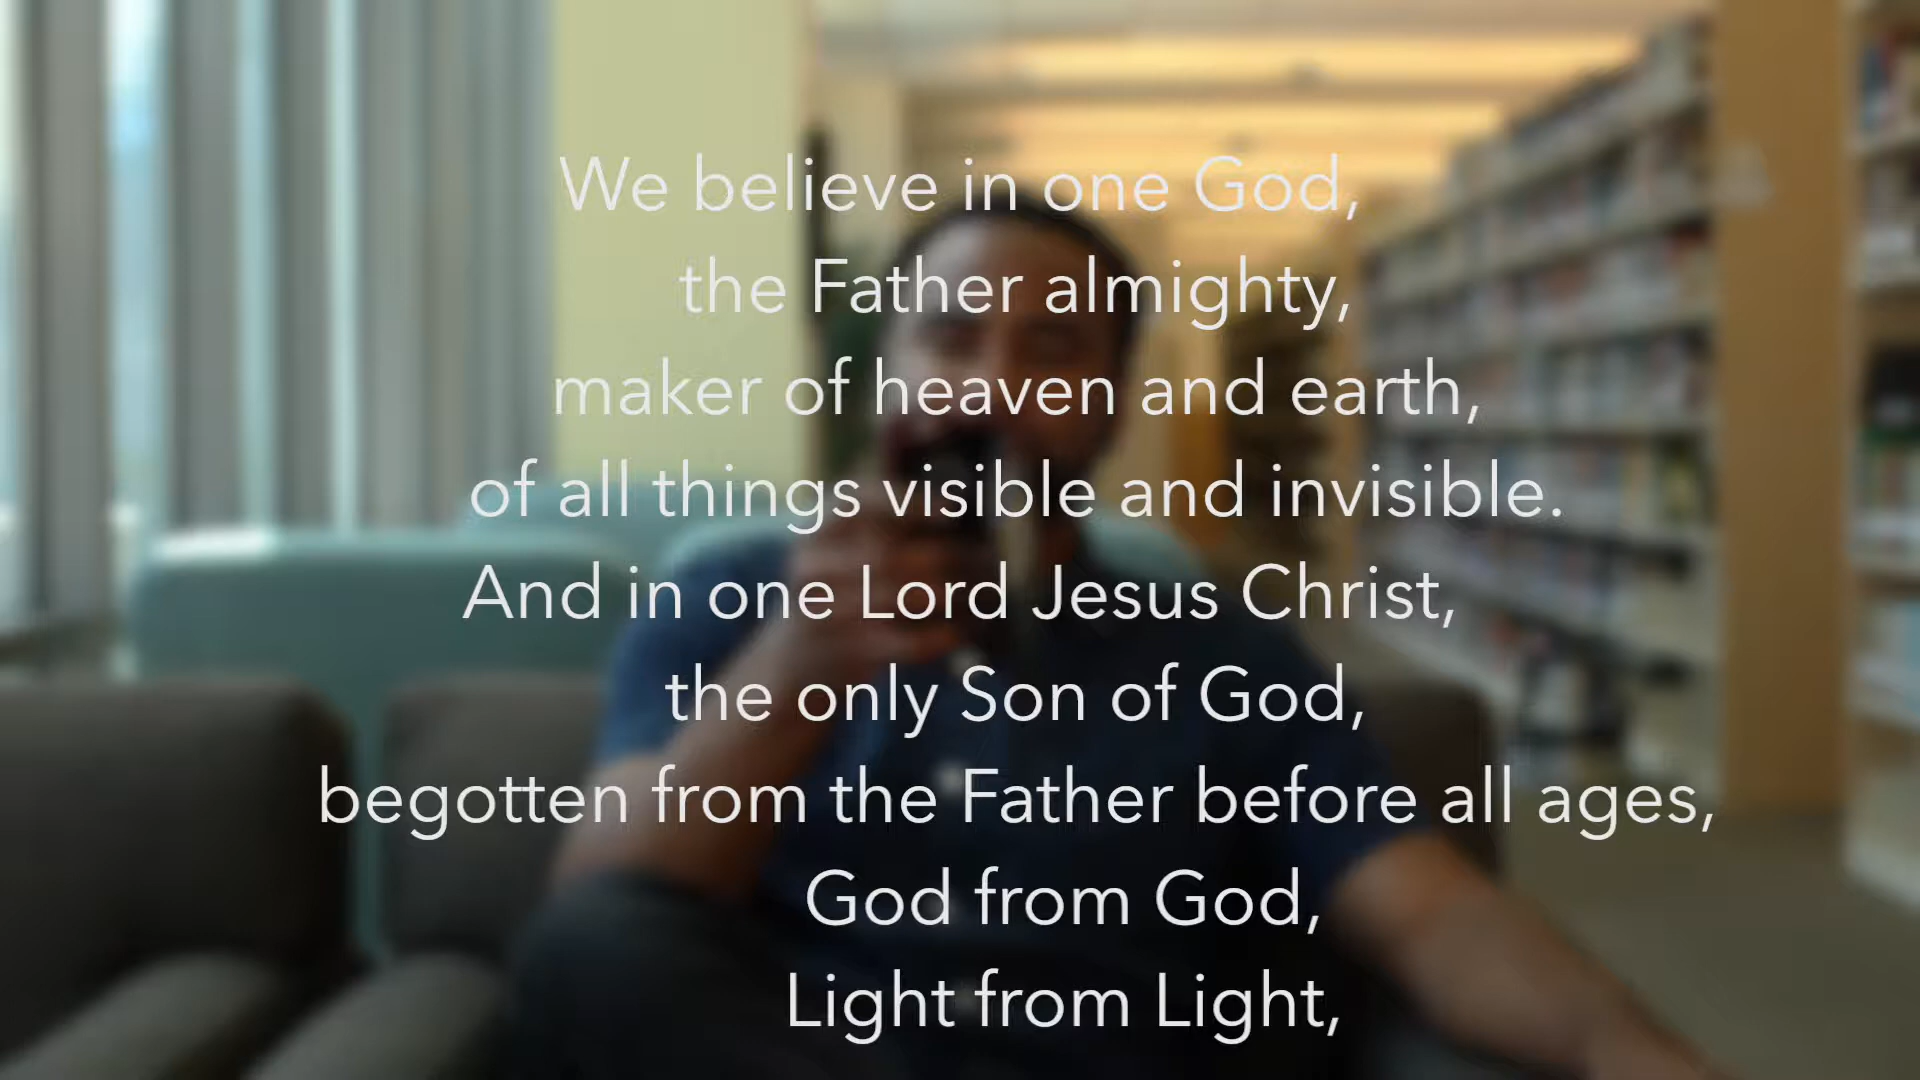 We believe in one God,
the Father almighty,
maker of heaven and earth,
of all things visible and invisible.
And in one Lord Jesus Christ,
the only Son of God,
begotten from the Father before all ages,
God from God,
Light from Light,